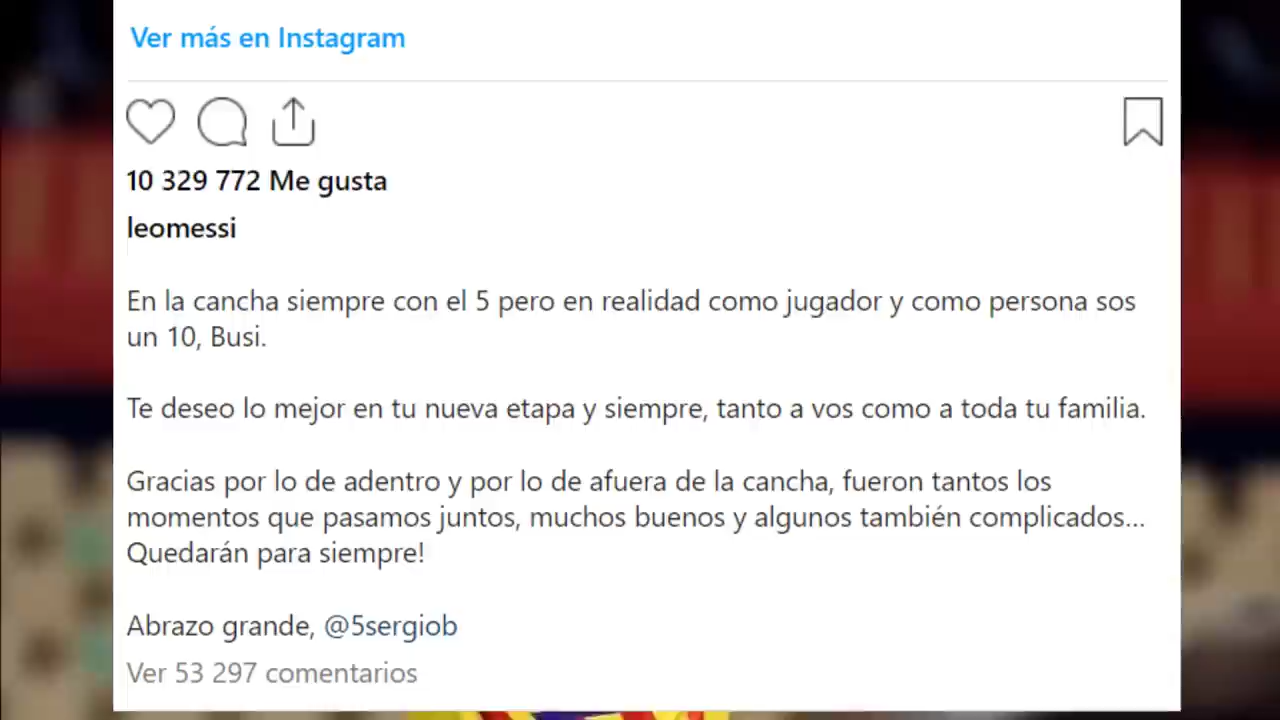 Ver más en Instagram
10 329 772 Me gusta
leomessi
En la cancha siempre con el 5 pero en realidad como jugador y como persona sos
un 10, Busi.
Te deseo lo mejor en tu nueva etapa y siempre, tanto a vos como a toda tu familia.
Gracias por lo de adentro y por lo de afuera de la cancha, fueron tantos los
momentos que pasamos juntos, muchos buenos y algunos también complicados...
Quedarán para siempre!
Abrazo grande, @5sergiob
Ver 53 297 comentarios